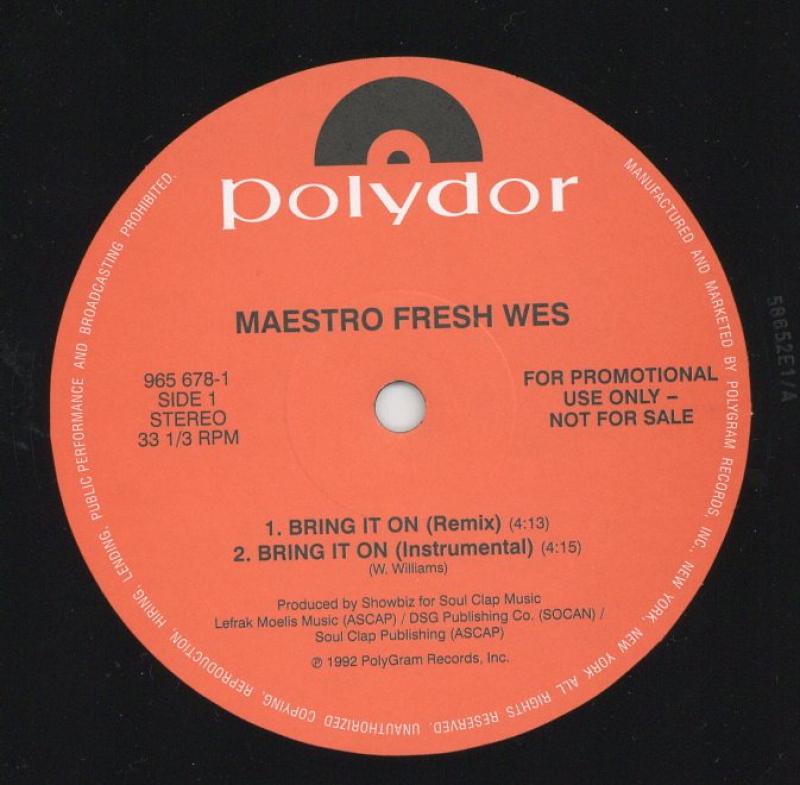 polydor
MAESTRO FRESH WES
965 678-1
SIDE 1
STEREO
33 1/3 RPM
FOR PROMOTIONAL
USE ONLY –
NOT FOR SALE
1. BRING IT ON (Remix) (4:13)
2. BRING IT ON (Instrumental) (4:15)
(W. Williams)
Produced by Showbiz for Soul Clap Music
Lefrak Moelis Music (ASCAP) / DSG Publishing Co. (SOCAN) /
Soul Clap Publishing (ASCAP)
℗ 1992 PolyGram Records, Inc.
MANUFACTURED AND MARKETED BY POLYGRAM RECORDS, INC., NEW YORK, NEW YORK. ALL RIGHTS RESERVED. UNAUTHORIZED COPYING, REPRODUCTION, HIRING, LENDING, PUBLIC PERFORMANCE AND BROADCASTING PROHIBITED.